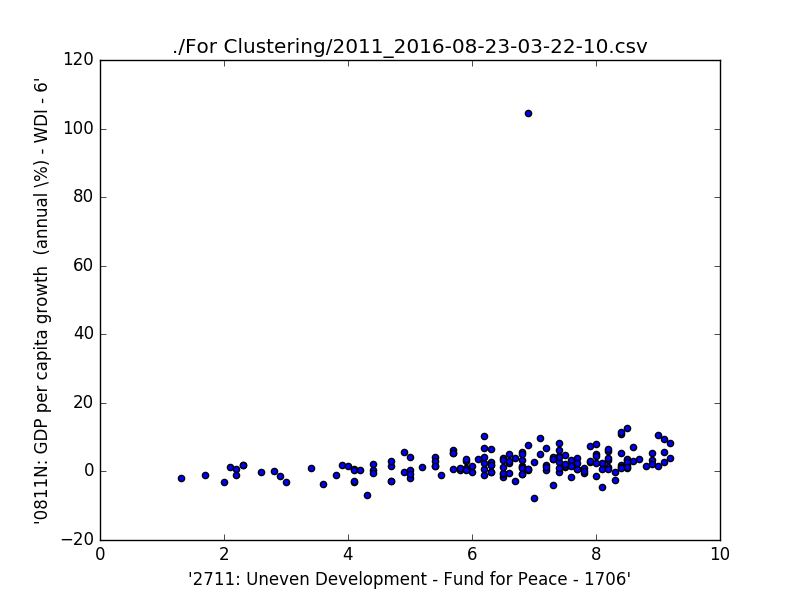 ./For Clustering/2011_2016-08-23-03-22-10.csv
'0811N: GDP per capita growth  (annual \%) - WDI - 6'
120
100
80
60
40
20
0
−20
0 2 4 6 8 10
'2711: Uneven Development - Fund for Peace - 1706'